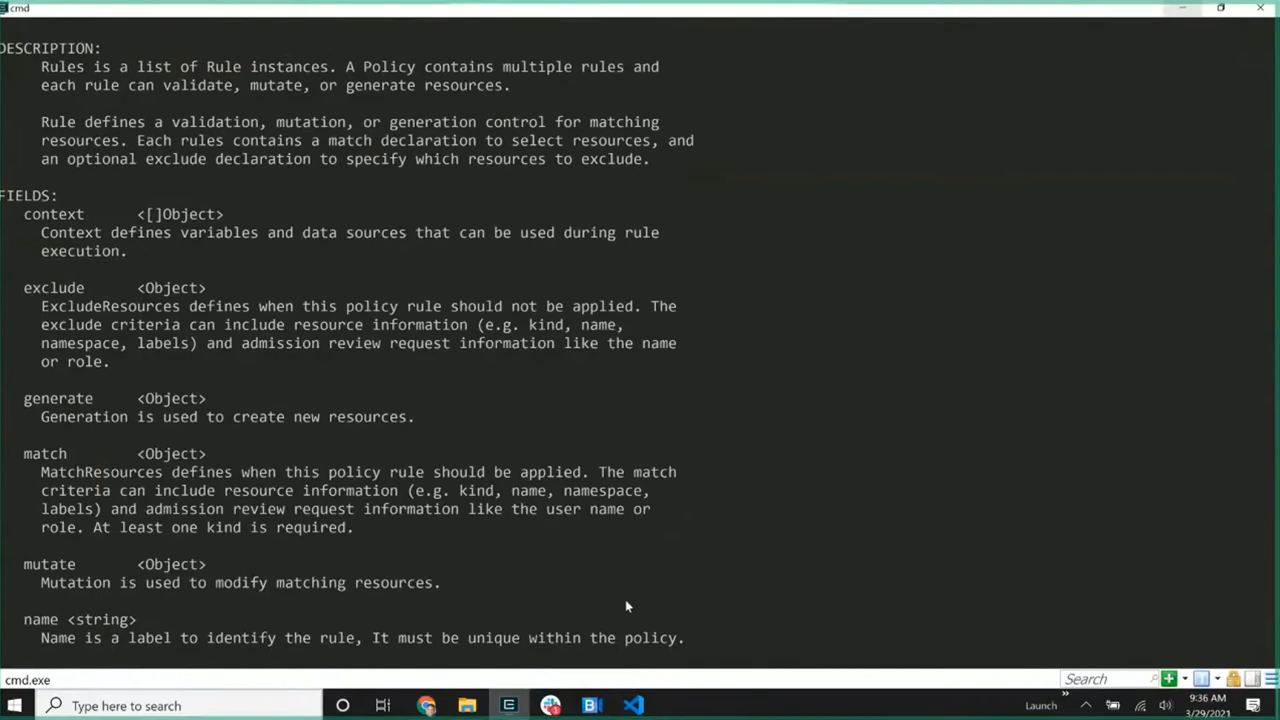 cmd
DESCRIPTION:
Rules is a list of Rule instances. A Policy contains multiple rules and
each rule can validate, mutate, or generate resources.
Rule defines a validation, mutation, or generation control for matching
resources. Each rules contains a match declaration to select resources, and
an optional exclude declaration to specify which resources to exclude.
FIELDS:
context <[]Object>
Context defines variables and data sources that can be used during rule
execution.
exclude <Object>
ExcludeResources defines when this policy rule should not be applied. The
exclude criteria can include resource information (e.g. kind, name,
namespace, labels) and admission review request information like the name
or role.
generate <Object>
Generation is used to create new resources.
match <Object>
MatchResources defines when this policy rule should be applied. The match
criteria can include resource information (e.g. kind, name, namespace,
labels) and admission review request information like the user name or
role. At least one kind is required.
mutate <Object>
Mutation is used to modify matching resources.
name <string>
Name is a label to identify the rule, It must be unique within the policy.
cmd.exe
Search
Type here to search
Launch
9:36 AM
3/29/2021